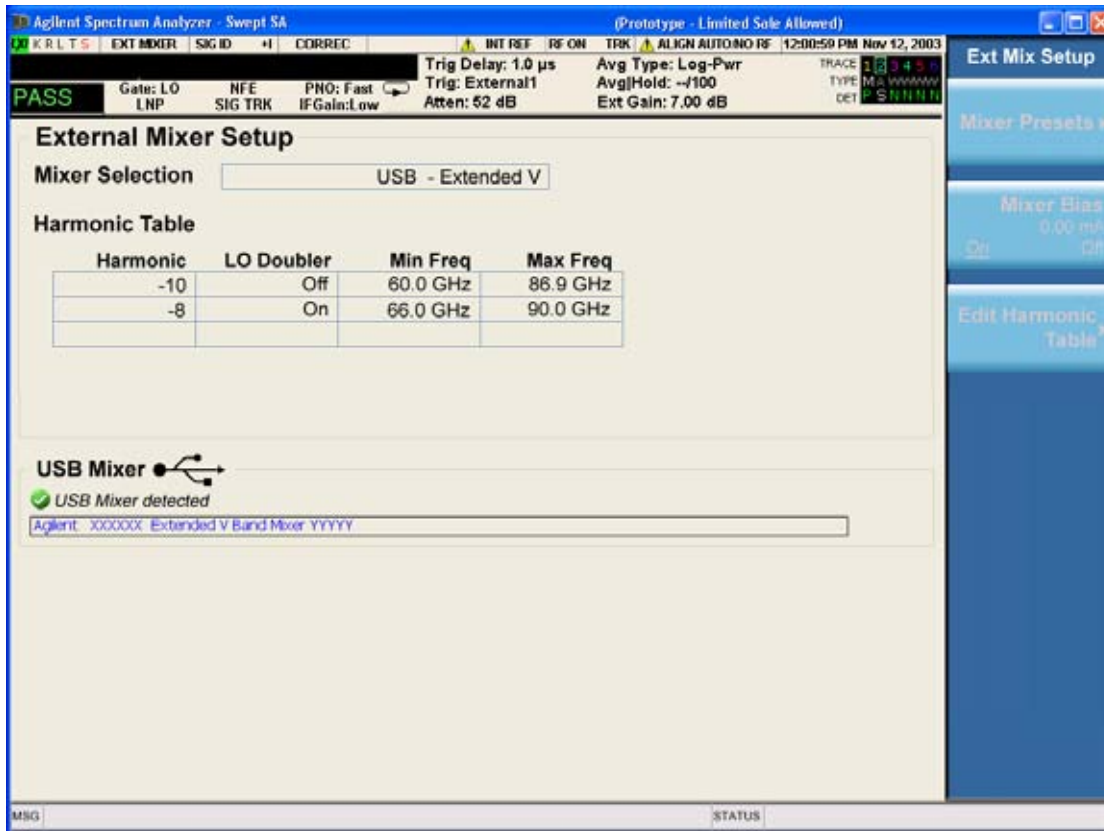 Agilent Spectrum Analyzer - Swept SA (Prototype - Limited Sale Allowed)
K R L T S EXT MIXER SIG ID +I CORREC INT REF RF ON TRK ALIGN AUTO/NO RF 12:00:59 PM Nov 12, 2003
PASS
Gate: LO
LNP
NFE
SIG TRK
PNO: Fast
IFGain:Low
Trig Delay: 1.0 µs
Trig: External1
Atten: 52 dB
Avg Type: Log-Pwr
Avg|Hold: --/100
Ext Gain: 7.00 dB
TRACE 1 2 3 4 5 6
TYPE M A W W W W
DET P S N N N N
Ext Mix Setup
Mixer Presets
Mixer Bias
0.00 mA
On Off
Edit Harmonic
Table
External Mixer Setup
Mixer Selection USB - Extended V
Harmonic Table
Harmonic LO Doubler Min Freq Max Freq
-10 Off 60.0 GHz 86.9 GHz
-8 On 66.0 GHz 90.0 GHz
USB Mixer
USB Mixer detected
Agilent XXXXXX Extended V Band Mixer YYYYY
MSG STATUS